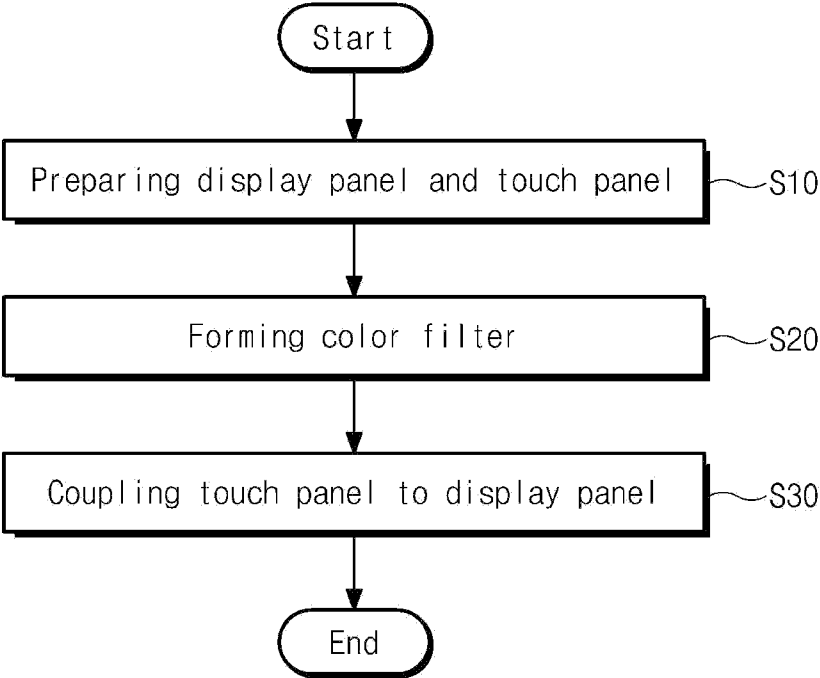 Start
Preparing display panel and touch panel
S10
Forming color filter
S20
Coupling touch panel to display panel
S30
End